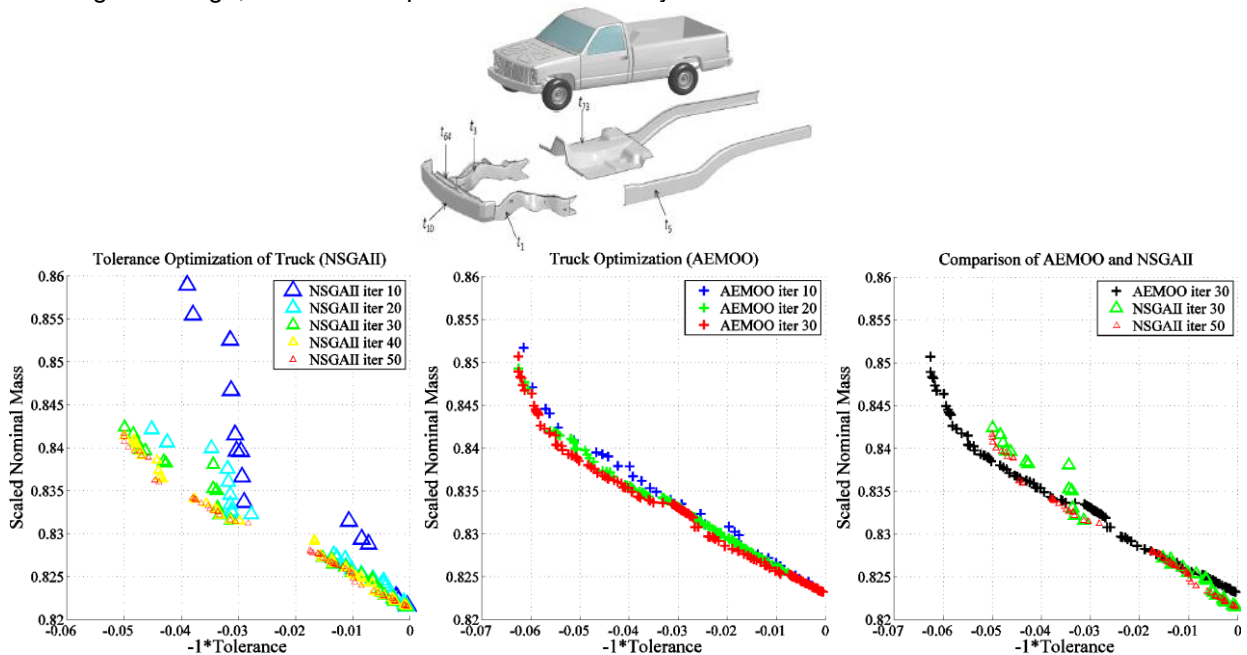 t73
t3
t64
t10
t1
t5
Tolerance Optimization of Truck (NSGAII)
0.86
0.855
0.85
0.845
0.84
0.835
0.83
0.825
0.82
Scaled Nominal Mass
NSGAII iter 10
NSGAII iter 20
NSGAII iter 30
NSGAII iter 40
NSGAII iter 50
-0.06 -0.05 -0.04 -0.03 -0.02 -0.01 0
-1*Tolerance
Truck Optimization (AEMOO)
0.86
0.855
0.85
0.845
0.84
0.835
0.83
0.825
0.82
Scaled Nominal Mass
AEMOO iter 10
AEMOO iter 20
AEMOO iter 30
-0.07 -0.06 -0.05 -0.04 -0.03 -0.02 -0.01 0
-1*Tolerance
Comparison of AEMOO and NSGAII
0.86
0.855
0.85
0.845
0.84
0.835
0.83
0.825
0.82
Scaled Nominal Mass
AEMOO iter 30
NSGAII iter 30
NSGAII iter 50
-0.07 -0.06 -0.05 -0.04 -0.03 -0.02 -0.01 0
-1*Tolerance